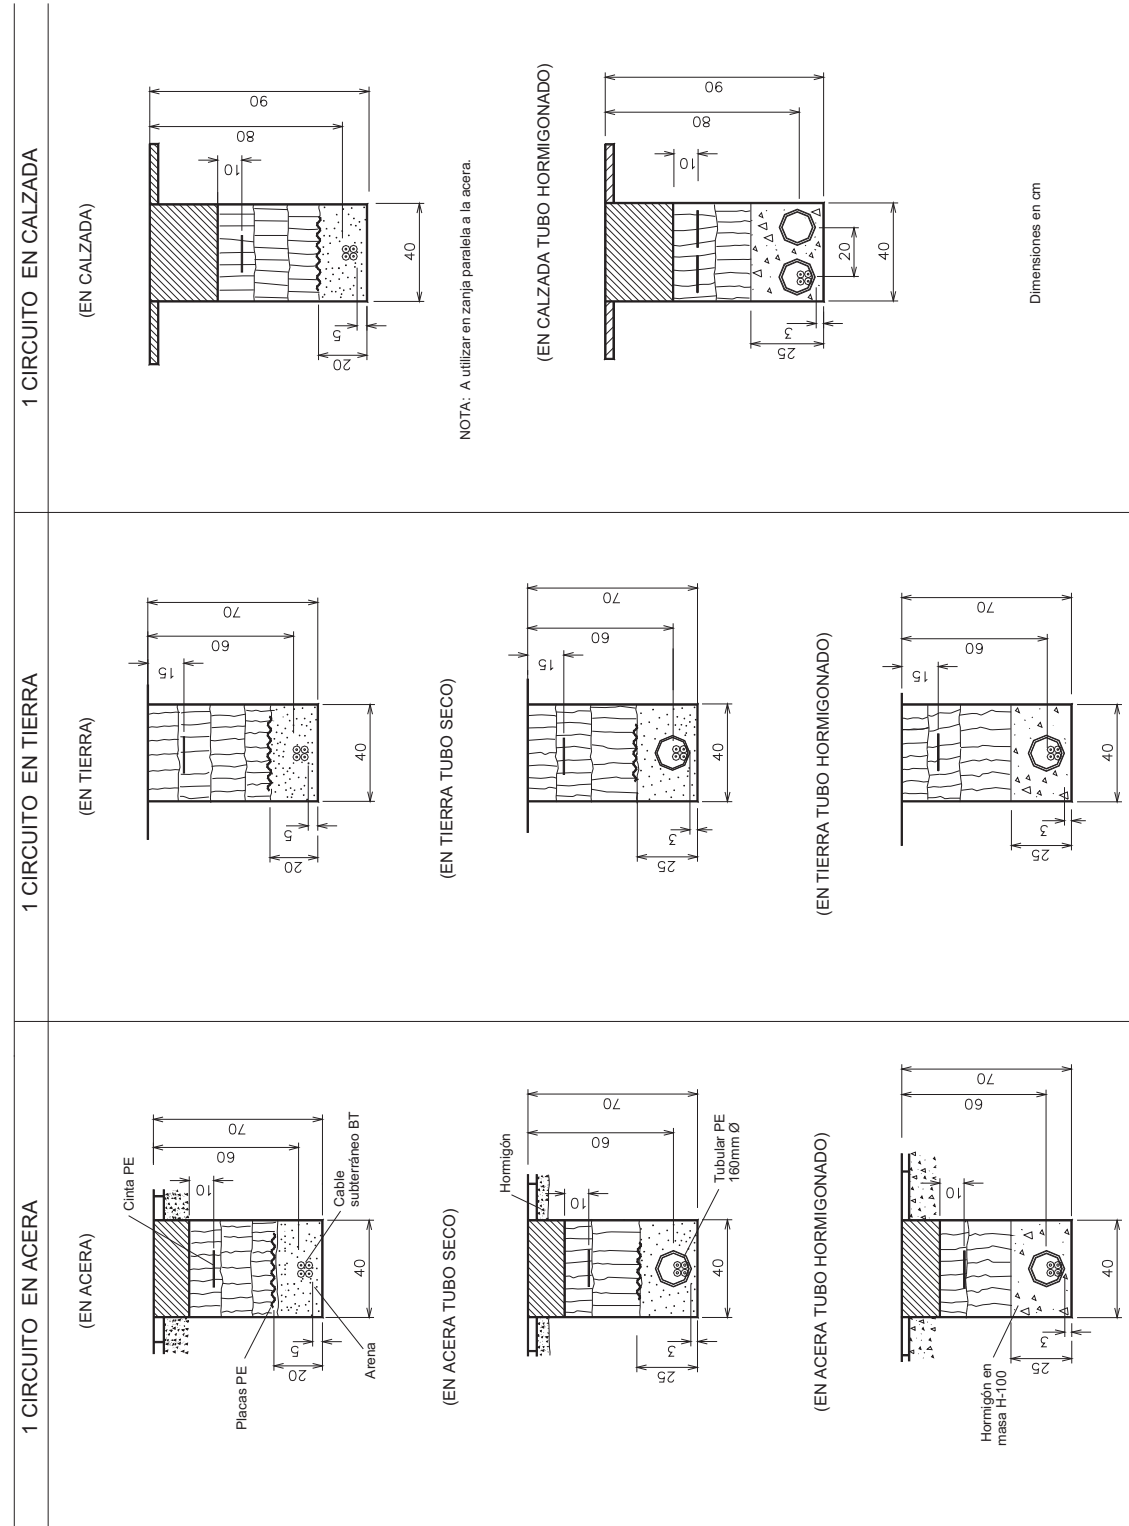 1 CIRCUITO EN ACERA
(EN ACERA)
Cinta PE
Cable
subterráneo BT
Placas PE
Arena
10
60
70
5
20
40
(EN ACERA TUBO SECO)
Hormigón
Tubular PE
160mm Ø
10
60
70
3
25
40
(EN ACERA TUBO HORMIGONADO)
Hormigón en
masa H-100
10
60
70
3
25
40
1 CIRCUITO EN TIERRA
(EN TIERRA)
15
60
70
5
20
40
(EN TIERRA TUBO SECO)
15
60
70
3
25
40
(EN TIERRA TUBO HORMIGONADO)
15
60
70
3
25
40
1 CIRCUITO EN CALZADA
(EN CALZADA)
10
80
90
5
20
40
NOTA: A utilizar en zanja paralela a la acera.
(EN CALZADA TUBO HORMIGONADO)
10
80
90
3
25
20
40
Dimensiones en cm